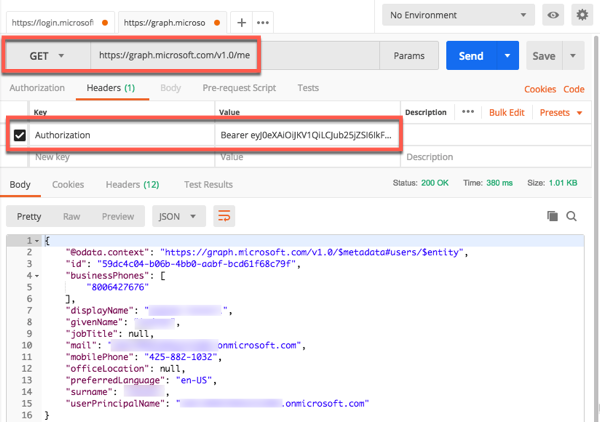 https://login.microsoft
https://graph.microso
No Environment
GET
https://graph.microsoft.com/v1.0/me
Params
Send
Save
Authorization
Headers (1)
Body
Pre-request Script
Tests
Cookies
Code
Key
Value
Description
Bulk Edit
Presets
Authorization
Bearer eyJ0eXAiOiJKV1QiLCJub25jZSI6IkF...
New key
Value
Description
Body
Cookies
Headers (12)
Test Results
Status: 200 OK
Time: 380 ms
Size: 1.01 KB
Pretty
Raw
Preview
JSON
1 {
2 "@odata.context": "https://graph.microsoft.com/v1.0/$metadata#users/$entity",
3 "id": "59dc4c04-b06b-4bb0-aabf-bcd61f68c79f",
4 "businessPhones": [
5 "8006427676"
6 ],
7 "displayName": " ",
8 "givenName": " ",
9 "jobTitle": null,
10 "mail": " onmicrosoft.com",
11 "mobilePhone": "425-882-1032",
12 "officeLocation": null,
13 "preferredLanguage": "en-US",
14 "surname": " ",
15 "userPrincipalName": " .onmicrosoft.com"
16 }